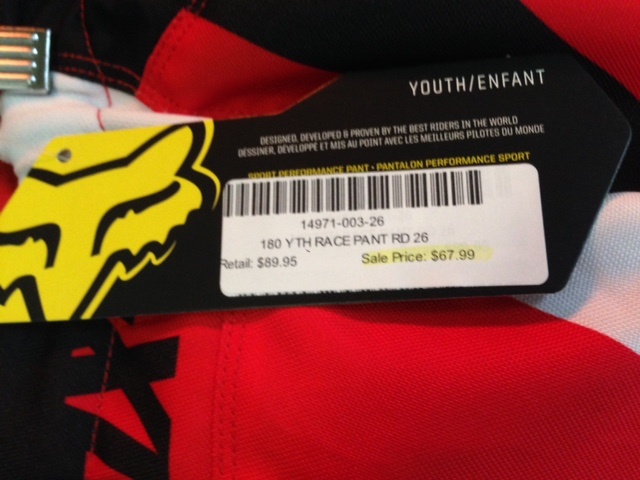 YOUTH/ENFANT
DESIGNED, DEVELOPED & PROVEN BY THE BEST RIDERS IN THE WORLD
DESSINER, DÉVELOPPE ET MIS AU POINT AVEC LES MEILLEURS PILOTES DU MONDE
SPORT PERFORMANCE PANT · PANTALON PERFORMANCE SPORT
14971-003-26
180 YTH RACE PANT RD 26
Retail: $89.95 Sale Price: $67.99